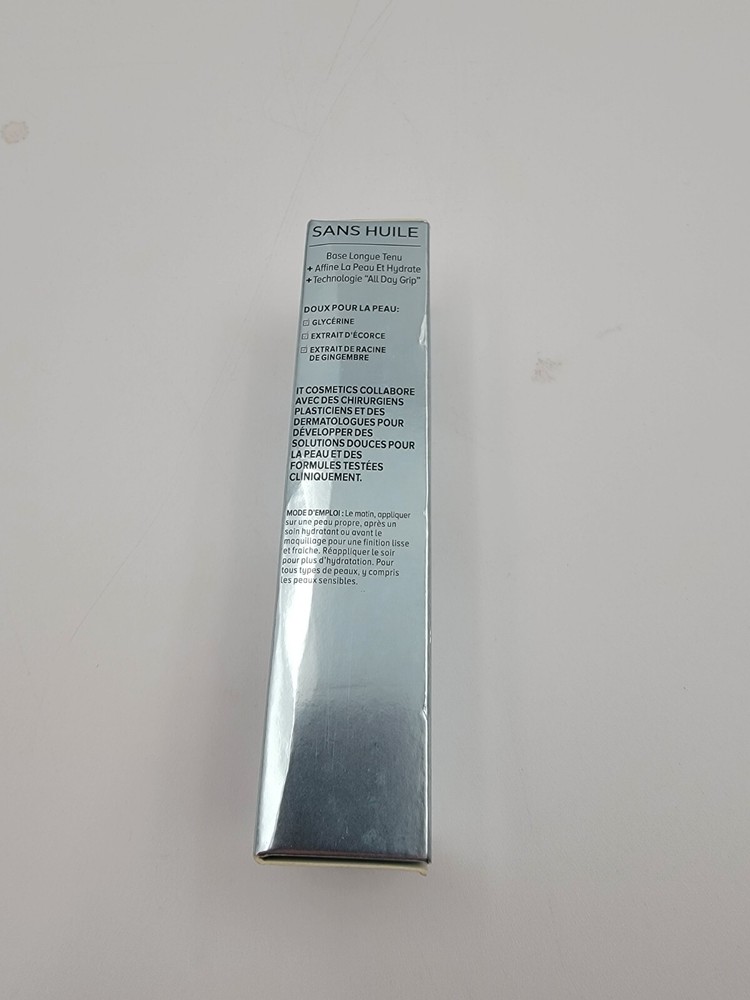 SANS HUILE
Base Longue Tenu
+ Affine La Peau Et Hydrate
+ Technologie "All Day Grip"
DOUX POUR LA PEAU:
GLYCÉRINE
EXTRAIT D'ÉCORCE
EXTRAIT DE RACINE
DE GINGEMBRE
IT COSMETICS COLLABORE
AVEC DES CHIRURGIENS
PLASTICIENS ET DES
DERMATOLOGUES POUR
DÉVELOPPER DES
SOLUTIONS DOUCES POUR
LA PEAU ET DES
FORMULES TESTÉES
CLINIQUEMENT.
MODE D'EMPLOI : Le matin, appliquer
sur une peau propre, après un
soin hydratant ou avant le
maquillage pour une finition lisse
et fraîche. Réappliquer le soir
pour plus d'hydratation. Pour
tous types de peaux, y compris
les peaux sensibles.